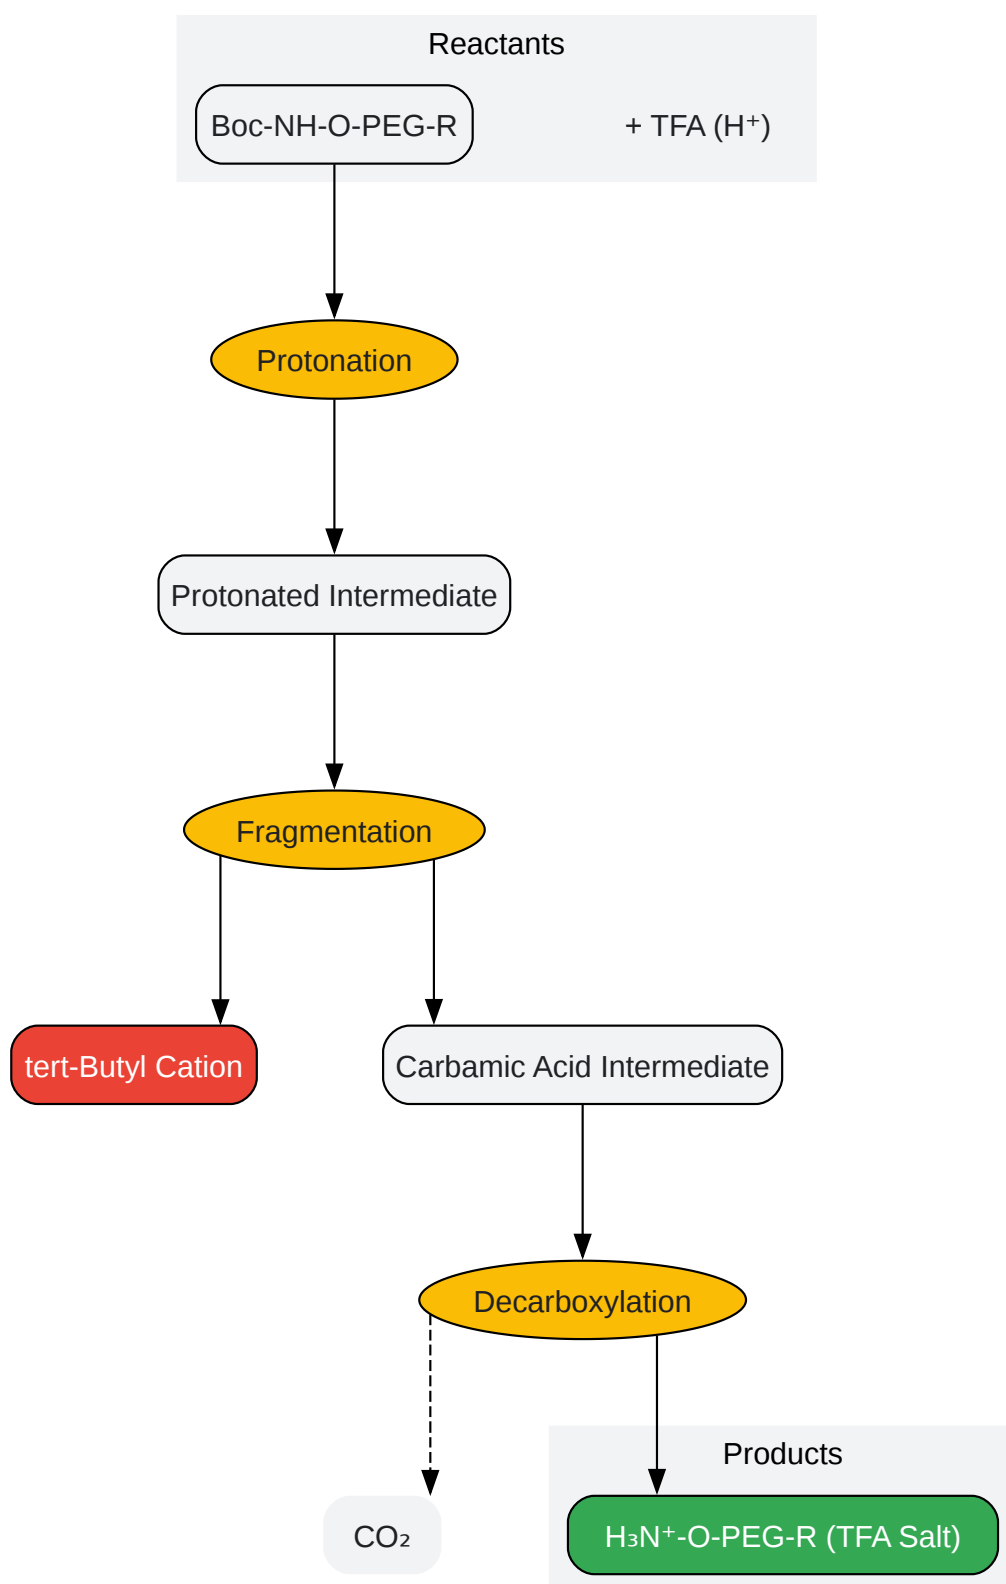 Reactants
Boc-NH-O-PEG-R
+ TFA (H⁺)
Protonation
Protonated Intermediate
Fragmentation
tert-Butyl Cation
Carbamic Acid Intermediate
Decarboxylation
Products
CO₂
H₃N⁺-O-PEG-R (TFA Salt)